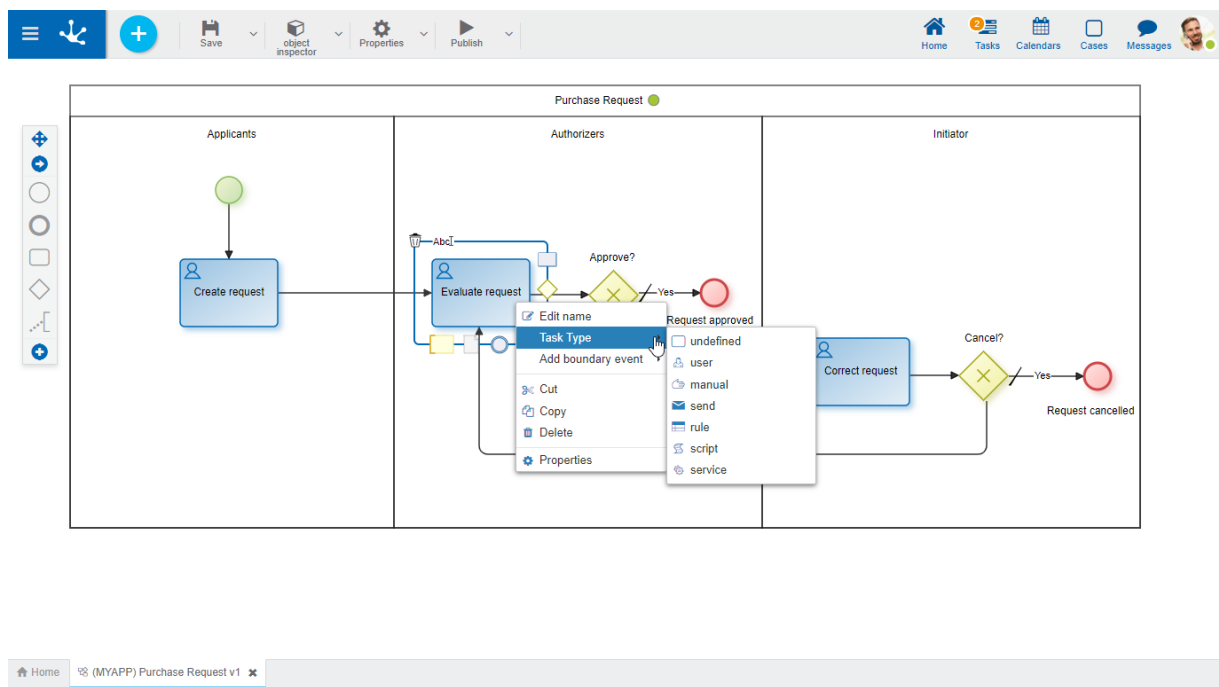 Save
object
inspector
Properties
Publish
Home
2
Tasks
Calendars
Cases
Messages
Purchase Request
Applicants
Authorizers
Initiator
Abc
Create request
Evaluate request
Approve?
Yes
Request approved
Edit name
Task Type
Add boundary event
Cut
Copy
Delete
Properties
undefined
user
manual
send
rule
script
service
Correct request
Cancel?
Yes
Request cancelled
Home
(MYAPP) Purchase Request v1